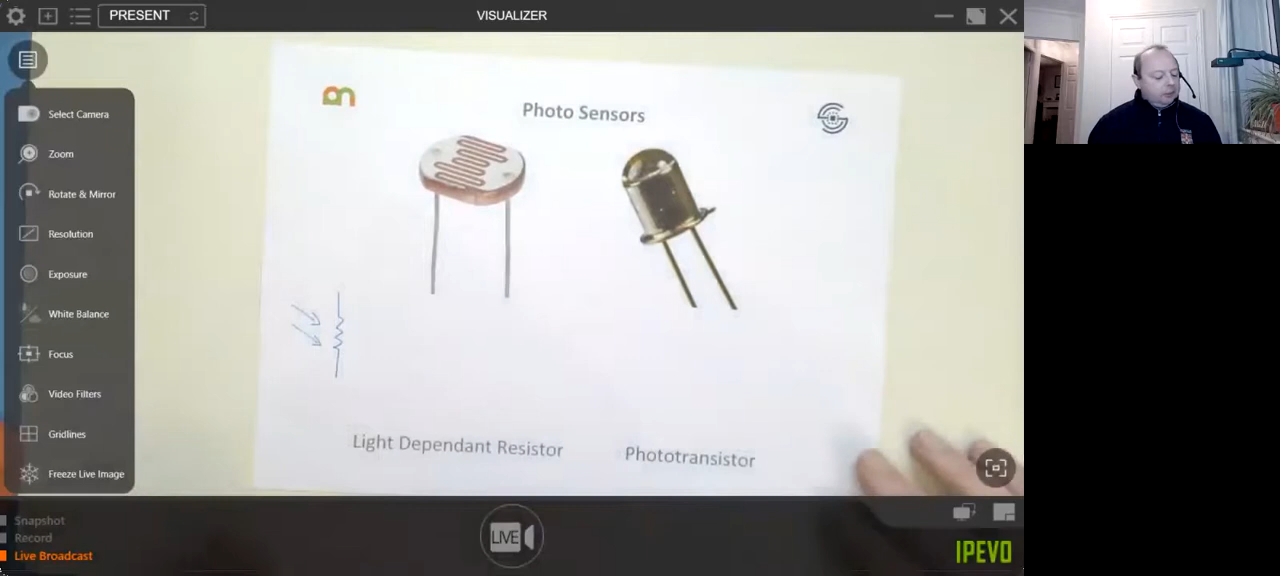 PRESENT
VISUALIZER
Select Camera
Zoom
Rotate & Mirror
Resolution
Exposure
White Balance
Focus
Video Filters
Gridlines
Freeze Live Image
Photo Sensors
Light Dependant Resistor
Phototransistor
Snapshot
Record
Live Broadcast
LIVE
IPEVO